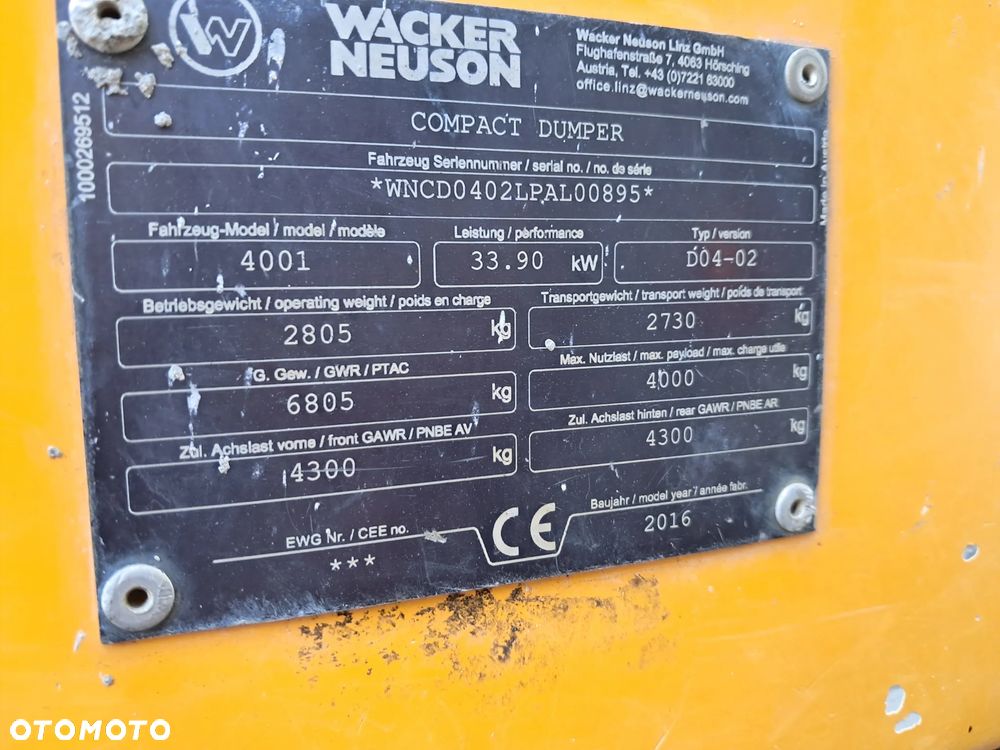 WACKER
NEUSON
Wacker Neuson Linz GmbH
Flughafenstraße 7, 4063 Hörsching
Austria, Tel. +43 (0)7221 63000
office.linz@wackerneuson.com
1000269512
COMPACT DUMPER
Fahrzeug Seriennummer / serial no. / no. de série
*WNCD0402LPAL00895*
Made in Austria
Fahrzeug-Model / model / modèle
4001
Leistung / performance
33.90 kW
Typ / version
D04-02
Betriebsgewicht / operating weight / poids en charge
2805 kg
Transportgewicht / transport weight / poids de transport
2730 kg
G. Gew. / GWR / PTAC
6805 kg
Max. Nutzlast / max. payload / max. charge utile
4000 kg
Zul. Achslast vorne / front GAWR / PNBE AV
4300 kg
Zul. Achslast hinten / rear GAWR / PNBE AR
4300 kg
EWG Nr. / CEE no.
***
CE
Baujahr / model year / année fabr.
2016
OTOMOTO